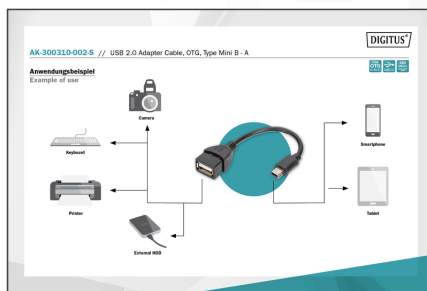 DIGITUS®
AK-300310-002-S // USB 2.0 Adapter Cable, OTG, Type Mini B - A
OTG
Anwendungsbeispiel
Example of use
Camera
Keyboard
Smartphone
Printer
Tablet
External HDD